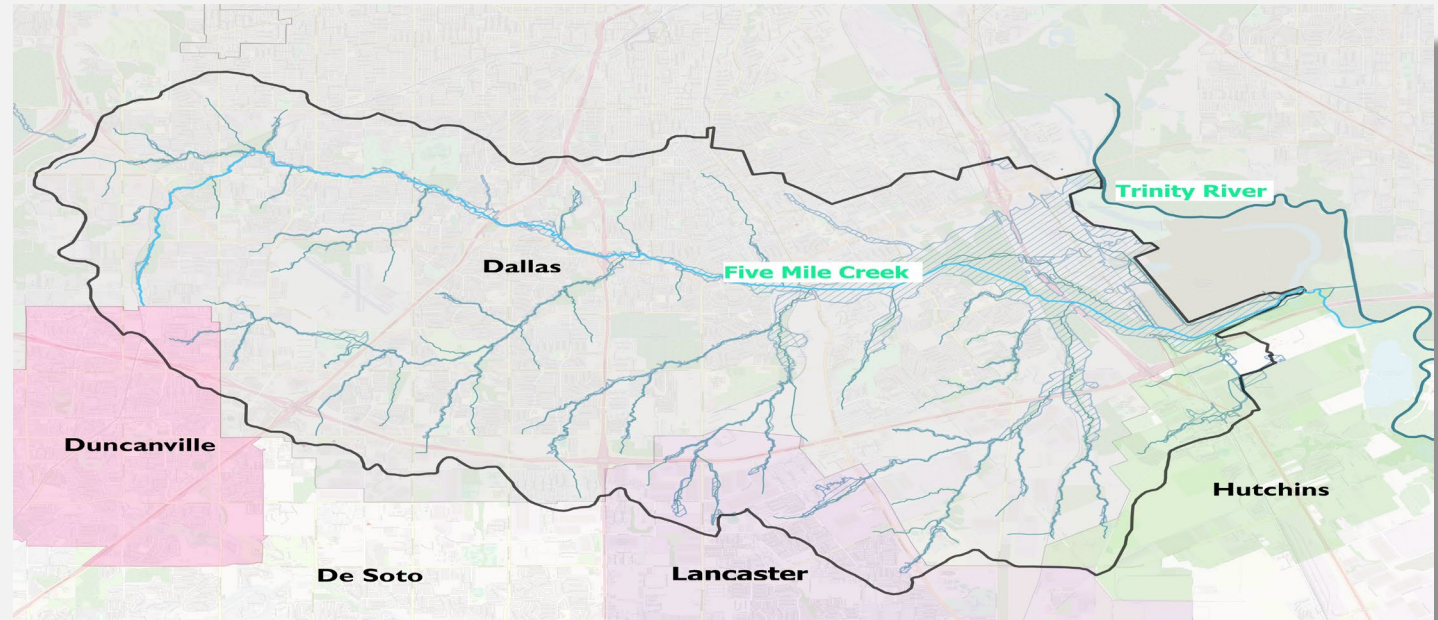 Trinity River
Dallas
Five Mile Creek
Duncanville
Hutchins
De Soto
Lancaster